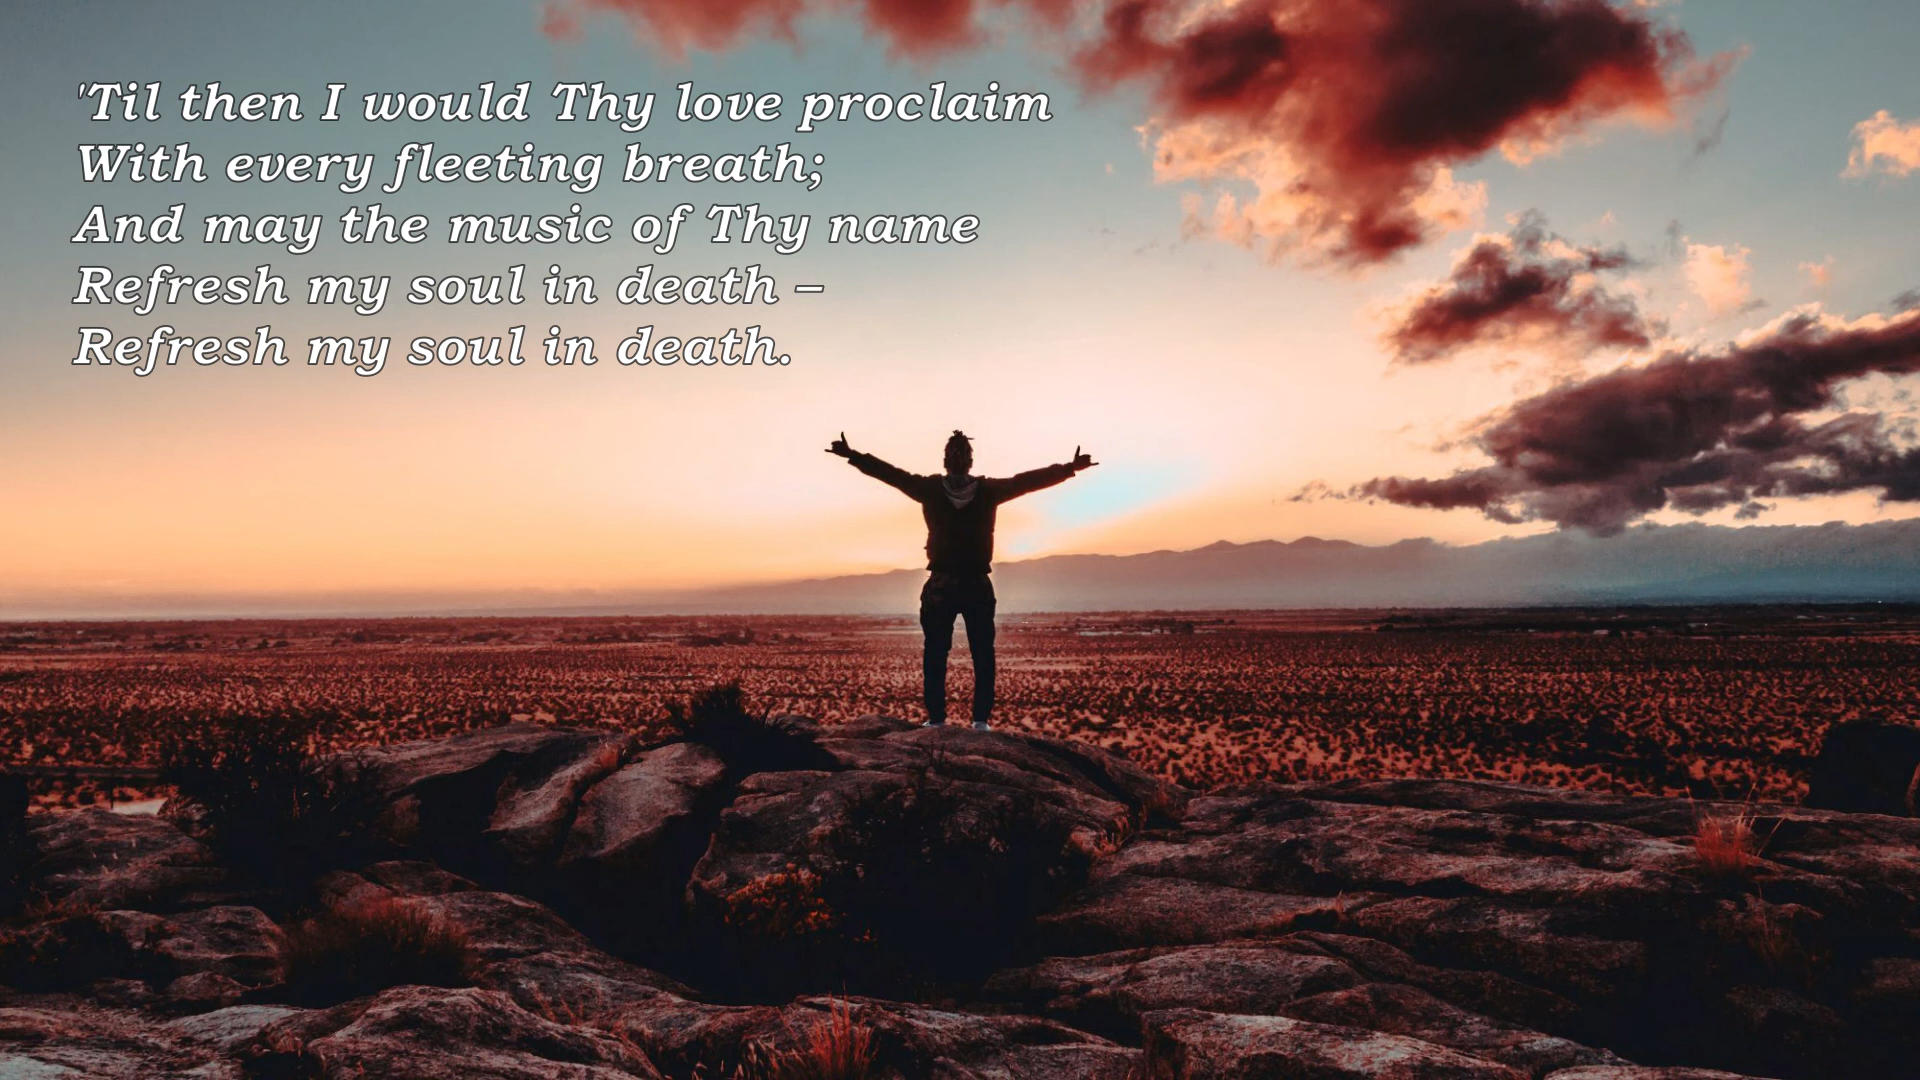 'Til then I would Thy love proclaim
With every fleeting breath;
And may the music of Thy name
Refresh my soul in death –
Refresh my soul in death.